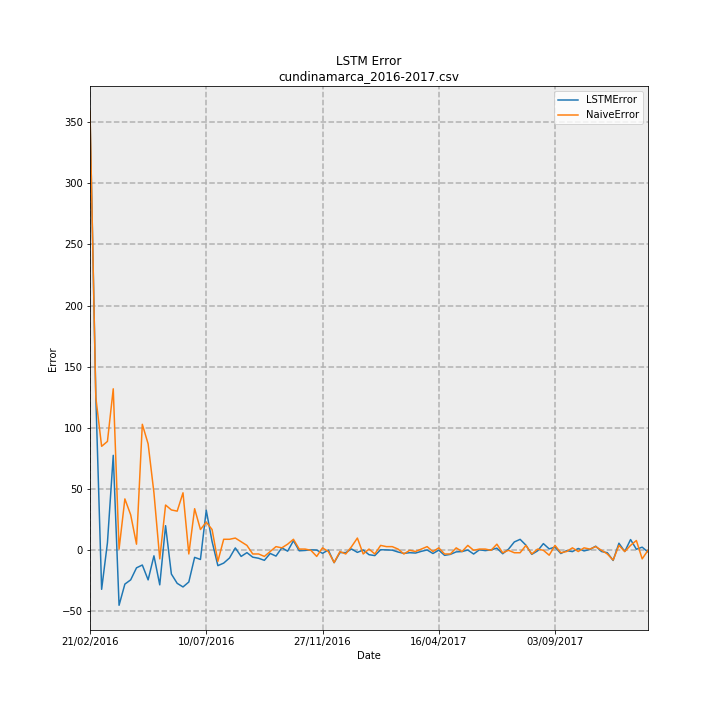 LSTM Error
cundinamarca_2016-2017.csv
LSTMError
NaiveError
350
300
250
200
150
100
50
0
−50
Error
21/02/2016
10/07/2016
27/11/2016
16/04/2017
03/09/2017
Date